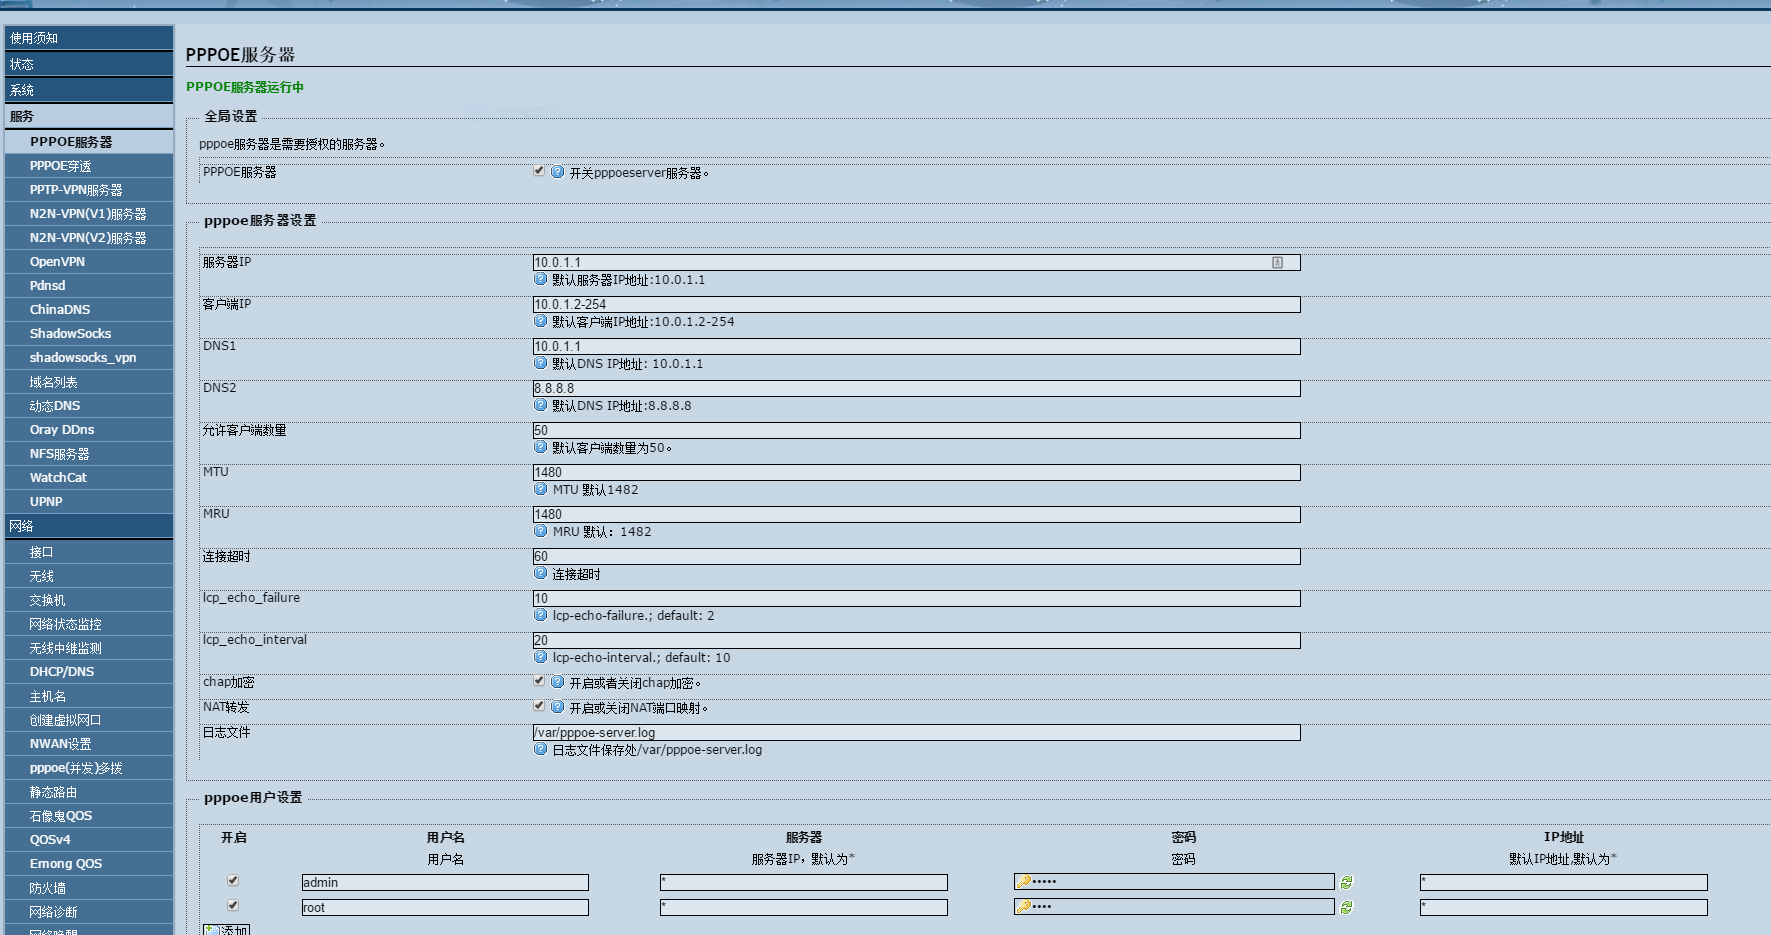 使用须知
状态
系统
服务
PPPOE服务器
PPPOE穿透
PPTP-VPN服务器
N2N-VPN(V1)服务器
N2N-VPN(V2)服务器
OpenVPN
Pdnsd
ChinaDNS
ShadowSocks
shadowsocks_vpn
域名列表
动态DNS
Oray DDns
NFS服务器
WatchCat
UPNP
网络
接口
无线
交换机
网络状态监控
无线中继监测
DHCP/DNS
主机名
创建虚拟网口
NWAN设置
pppoe(并发)多拨
静态路由
石像鬼QOS
QOSv4
Emong QOS
防火墙
网络诊断
网络唤醒
PPPOE服务器
PPPOE服务器运行中
全局设置
pppoe服务器是需要授权的服务器。
PPPOE服务器 开关pppoeserver服务器。
pppoe服务器设置
服务器IP 10.0.1.1
默认服务器IP地址:10.0.1.1
客户端IP 10.0.1.2-254
默认客户端IP地址:10.0.1.2-254
DNS1 10.0.1.1
默认DNS IP地址: 10.0.1.1
DNS2 8.8.8.8
默认DNS IP地址:8.8.8.8
允许客户端数量 50
默认客户端数量为50。
MTU 1480
MTU 默认1482
MRU 1480
MRU 默认：1482
连接超时 60
连接超时
lcp_echo_failure 10
lcp-echo-failure.; default: 2
lcp_echo_interval 20
lcp-echo-interval.; default: 10
chap加密 开启或者关闭chap加密。
NAT转发 开启或关闭NAT端口映射。
日志文件 /var/pppoe-server.log
日志文件保存处/var/pppoe-server.log
pppoe用户设置
开启 用户名 服务器 密码 IP地址
用户名 服务器IP，默认为* 密码 默认IP地址,默认为*
admin * ••••• *
root * •••• *
添加